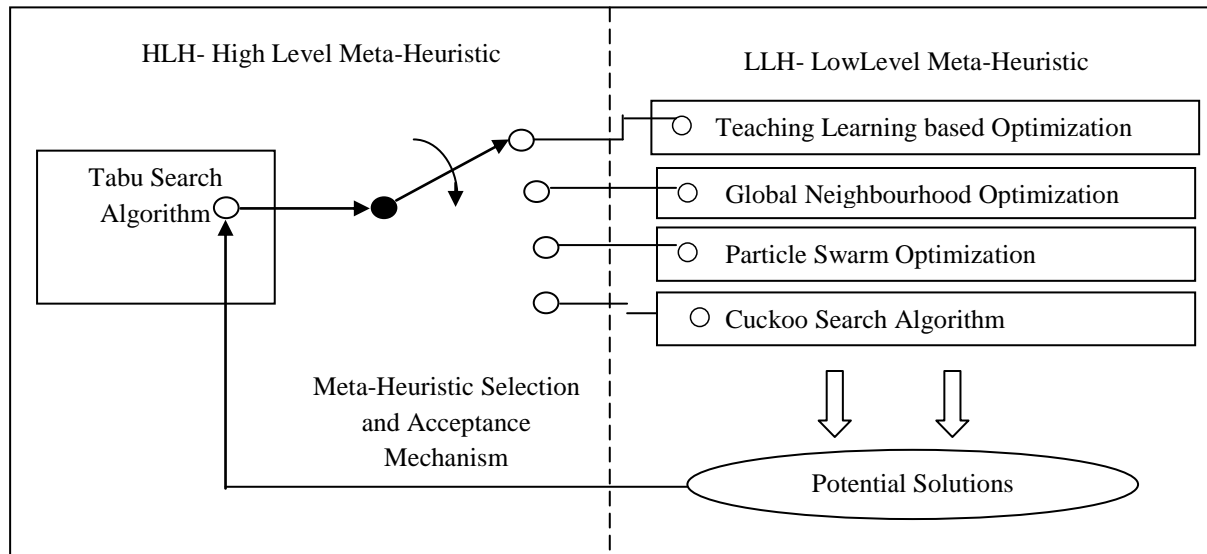 HLH- High Level Meta-Heuristic
LLH- LowLevel Meta-Heuristic
Tabu Search
Algorithm
Teaching Learning based Optimization
Global Neighbourhood Optimization
Particle Swarm Optimization
Cuckoo Search Algorithm
Meta-Heuristic Selection
and Acceptance
Mechanism
Potential Solutions